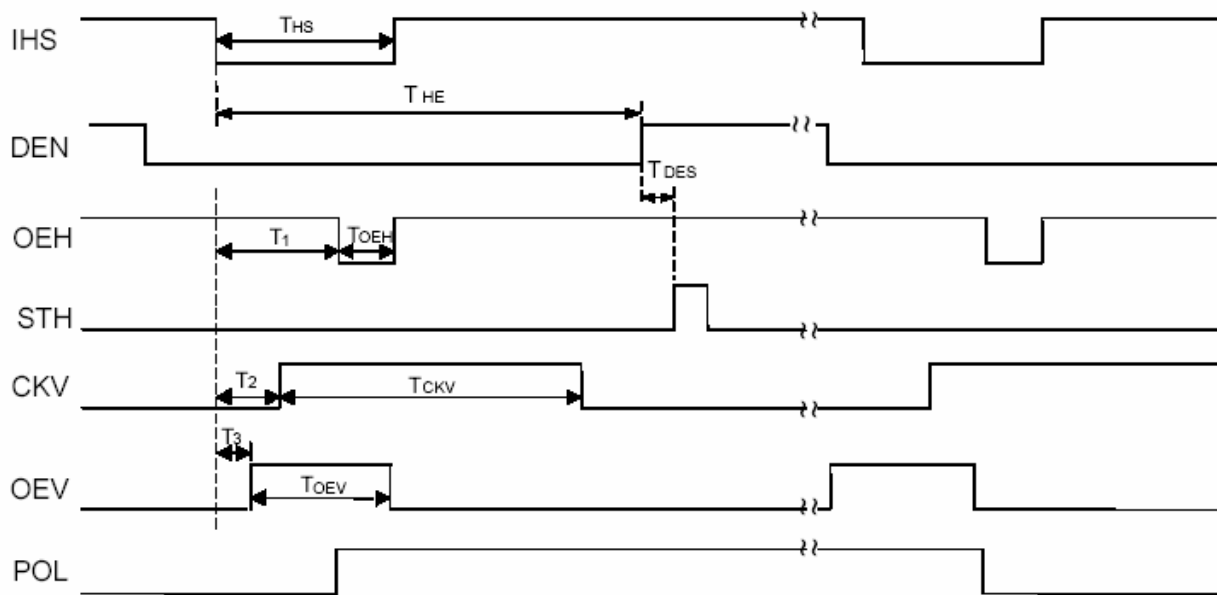 IHS
THS
THE
DEN
TDES
OEH
T1
TOEH
STH
CKV
T2
TCKV
T3
OEV
TOEV
POL